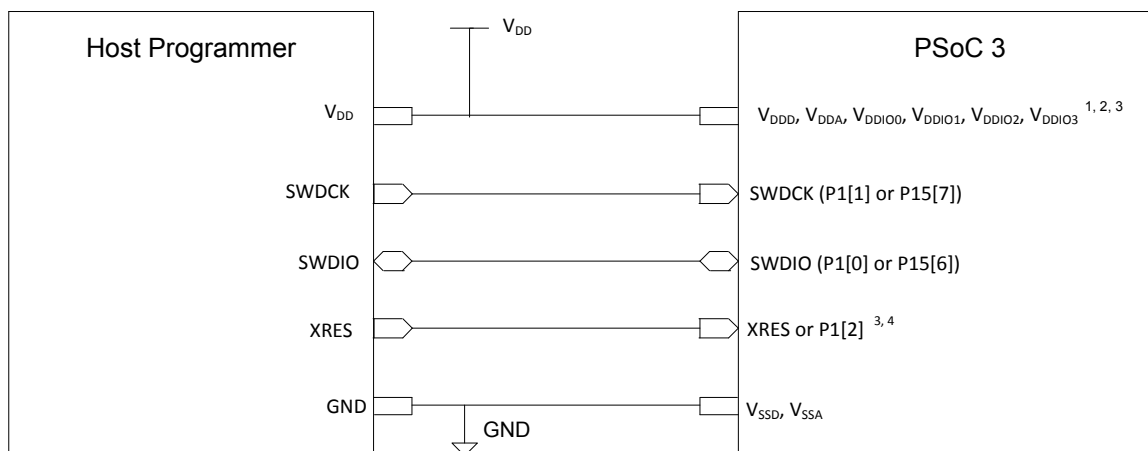 V_DD
Host Programmer PSoC 3
V_DD V_DDD, V_DDA, V_DDIO0, V_DDIO1, V_DDIO2, V_DDIO3 1, 2, 3
SWDCK SWDCK (P1[1] or P15[7])
SWDIO SWDIO (P1[0] or P15[6])
XRES XRES or P1[2] 3, 4
GND V_SSD, V_SSA
GND